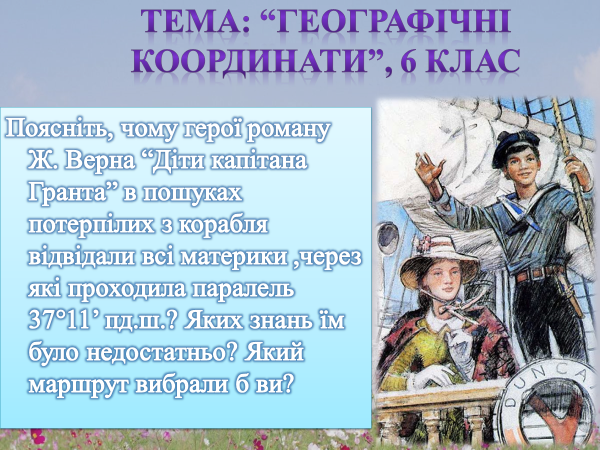 ТЕМА: “ГЕОГРАФІЧНІ
КООРДИНАТИ”, 6 КЛАС
Поясніть, чому герої роману
Ж. Верна “Діти капітана
Гранта” в пошуках
потерпілих з корабля
відвідали всі материки ,через
які проходила паралель
37°11’ пд.ш.? Яких знань їм
було недостатньо? Який
маршрут вибрали б ви?
DUNCA